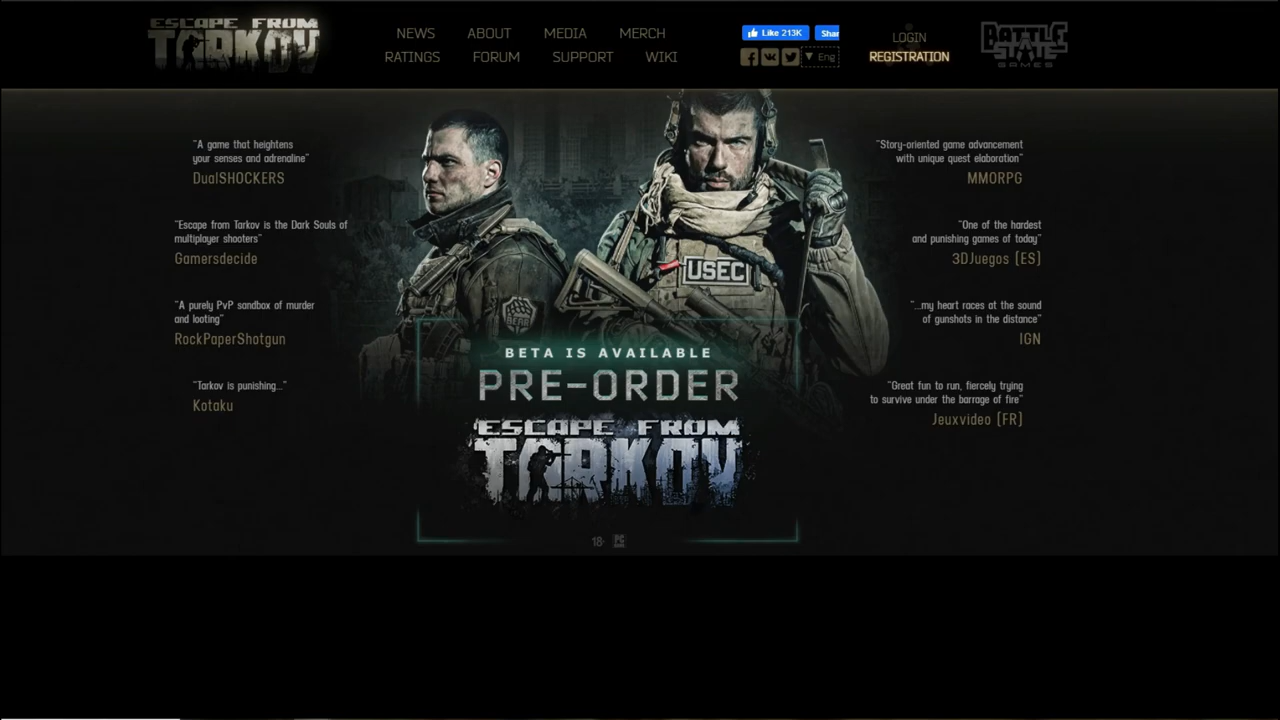 ESCAPE FROM
TARKOV
NEWS ABOUT MEDIA MERCH
RATINGS FORUM SUPPORT WIKI
Like 213K Shar
Eng
LOGIN
REGISTRATION
BATTLE
STATE
GAMES
"A game that heightens
your senses and adrenaline"
DualSHOCKERS
"Escape from Tarkov is the Dark Souls of
multiplayer shooters"
Gamersdecide
"A purely PvP sandbox of murder
and looting"
RockPaperShotgun
"Tarkov is punishing..."
Kotaku
"Story-oriented game advancement
with unique quest elaboration"
MMORPG
"One of the hardest
and punishing games of today"
3DJuegos (ES)
"...my heart races at the sound
of gunshots in the distance"
IGN
"Great fun to run, fiercely trying
to survive under the barrage of fire"
Jeuxvideo (FR)
USEC
BEAR
BETA IS AVAILABLE
PRE-ORDER
ESCAPE FROM
TARKOV
18+ PC